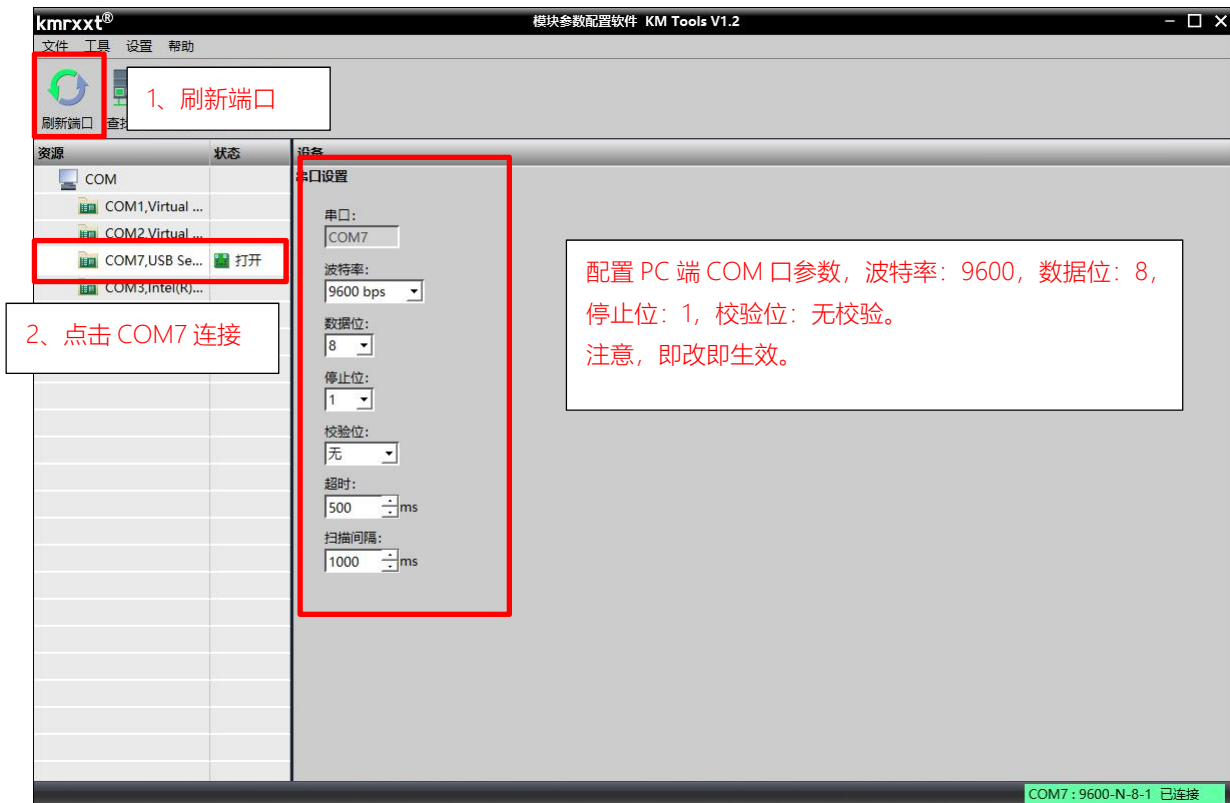 kmrxxt®
模块参数配置软件 KM Tools V1.2
文件 工具 设置 帮助
刷新端口
1、刷新端口
资源 状态 设备
COM
COM1,Virtual ...
COM2,Virtual ...
COM7,USB Se... 打开
COM3,Intel(R)...
2、点击 COM7 连接
串口设置
串口:
COM7
波特率:
9600 bps
数据位:
8
停止位:
1
校验位:
无
超时:
500 ms
扫描间隔:
1000 ms
配置 PC 端 COM 口参数，波特率：9600，数据位：8，
停止位：1，校验位：无校验。
注意，即改即生效。
COM7 : 9600-N-8-1 已连接